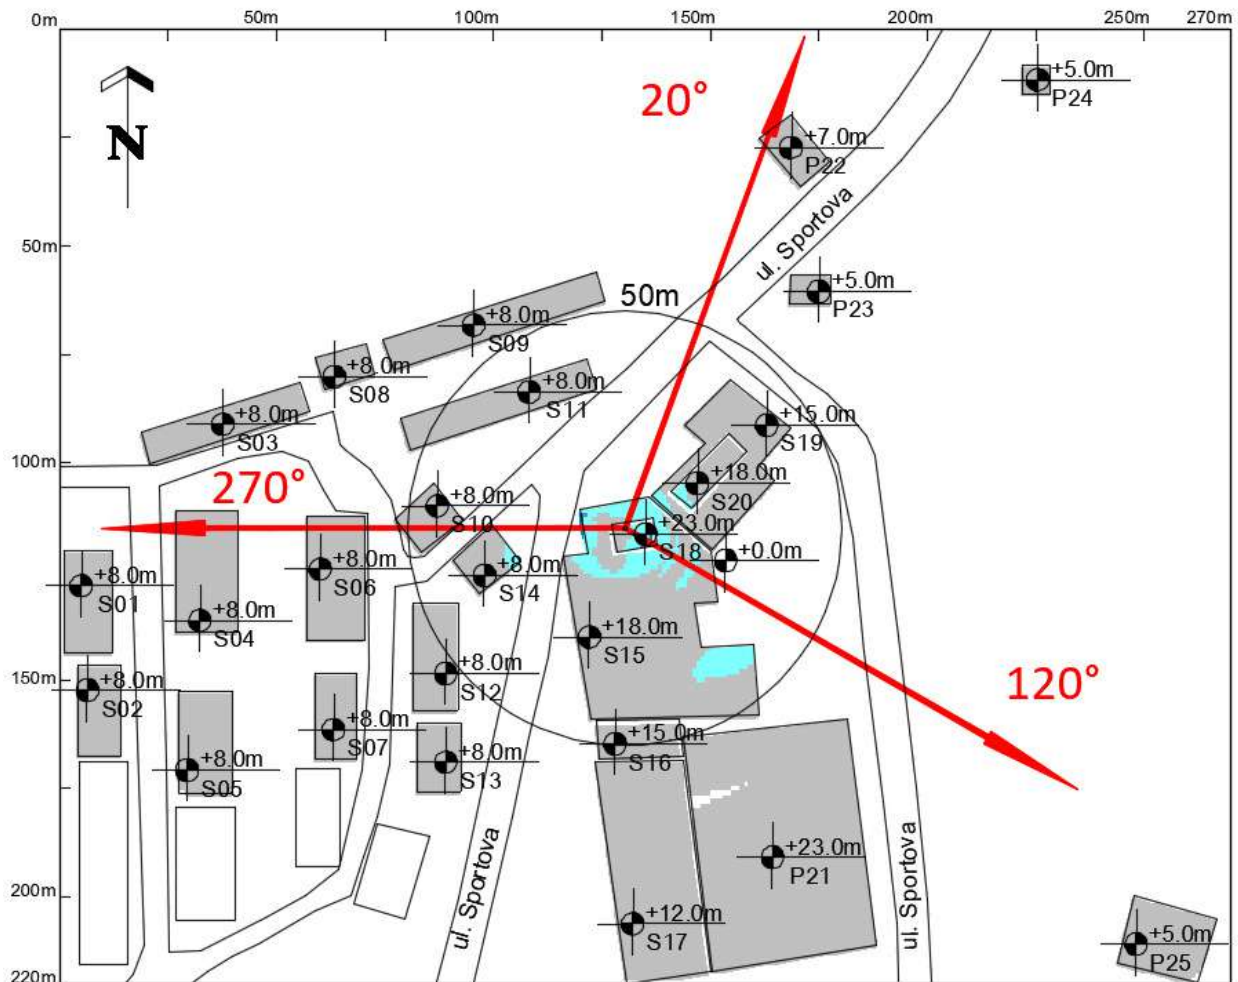 0m 50m 100m 150m 200m 250m 270m
+5.0m
P24
20°
N
+7.0m
P22
ul. Sportova
50m
+5.0m
P23
50m
+8.0m
S09
+8.0m
S08
+8.0m
S11
+8.0m
S03
+15.0m
S19
100m
270°
+18.0m
S20
+8.0m
S10
+23.0m
S18
+0.0m
+8.0m
S14
+8.0m
S06
+8.0m
S01
+8.0m
S04
+18.0m
S15
150m
+8.0m
S12
120°
+8.0m
S02
+8.0m
S07
+15.0m
S16
+8.0m
S05
+8.0m
S13
ul. Sportova
+23.0m
P21
ul. Sportova
200m
+12.0m
S17
+5.0m
P25
220m